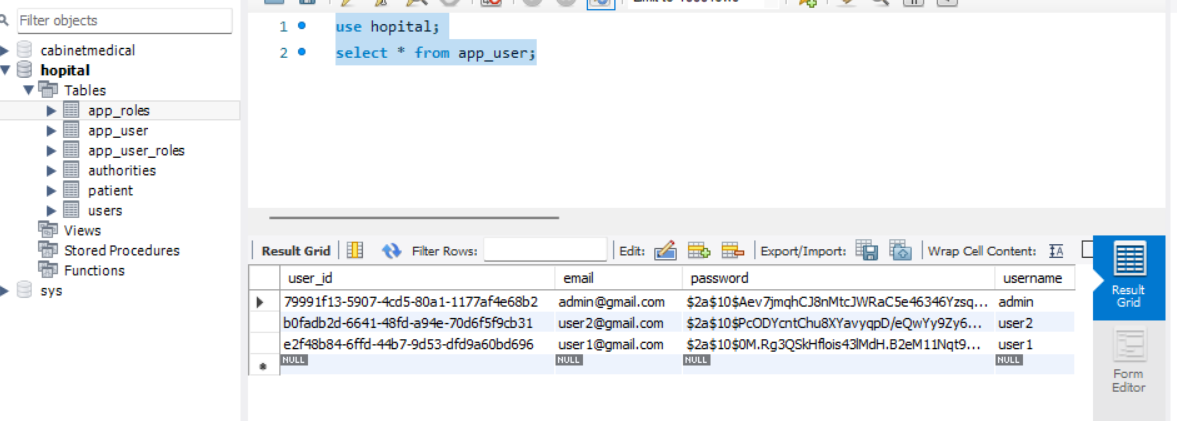 Filter objects
cabinetmedical
hopital
Tables
app_roles
app_user
app_user_roles
authorities
patient
users
Views
Stored Procedures
Functions
sys
1 use hopital;
2 select * from app_user;
Result Grid Filter Rows: Edit: Export/Import: Wrap Cell Content:
user_id email password username
79991f13-5907-4cd5-80a1-1177af4e68b2 admin@gmail.com $2a$10$Aev7jmqhCJ8nMtcJWRaC5e46346Yzsq... admin
b0fadb2d-6641-48fd-a94e-70d6f5f9cb31 user2@gmail.com $2a$10$PcODYcntChu8XYavyqpD/eQwYy9Zy6... user2
e2f48b84-6ffd-44b7-9d53-dfd9a60bd696 user1@gmail.com $2a$10$0M.Rg3QSkHflois43lMdH.B2eM11Nqt9... user1
NULL NULL NULL NULL
Result
Grid
Form
Editor